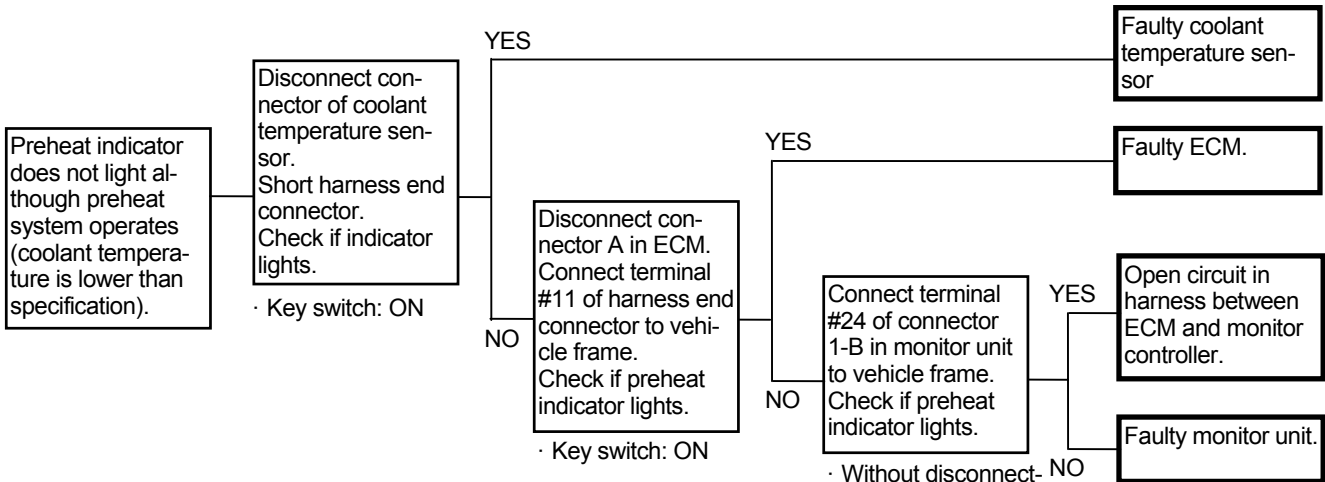 Preheat indicator
does not light al-
though preheat
system operates
(coolant tempera-
ture is lower than
specification).
Disconnect con-
nector of coolant
temperature sen-
sor.
Short harness end
connector.
Check if indicator
lights.
· Key switch: ON
YES
Faulty coolant
temperature sen-
sor
NO
Disconnect con-
nector A in ECM.
Connect terminal
#11 of harness end
connector to vehi-
cle frame.
Check if preheat
indicator lights.
· Key switch: ON
YES
Faulty ECM.
NO
Connect terminal
#24 of connector
1-B in monitor unit
to vehicle frame.
Check if preheat
indicator lights.
· Without disconnect-
YES
Open circuit in
harness between
ECM and monitor
controller.
NO
Faulty monitor unit.